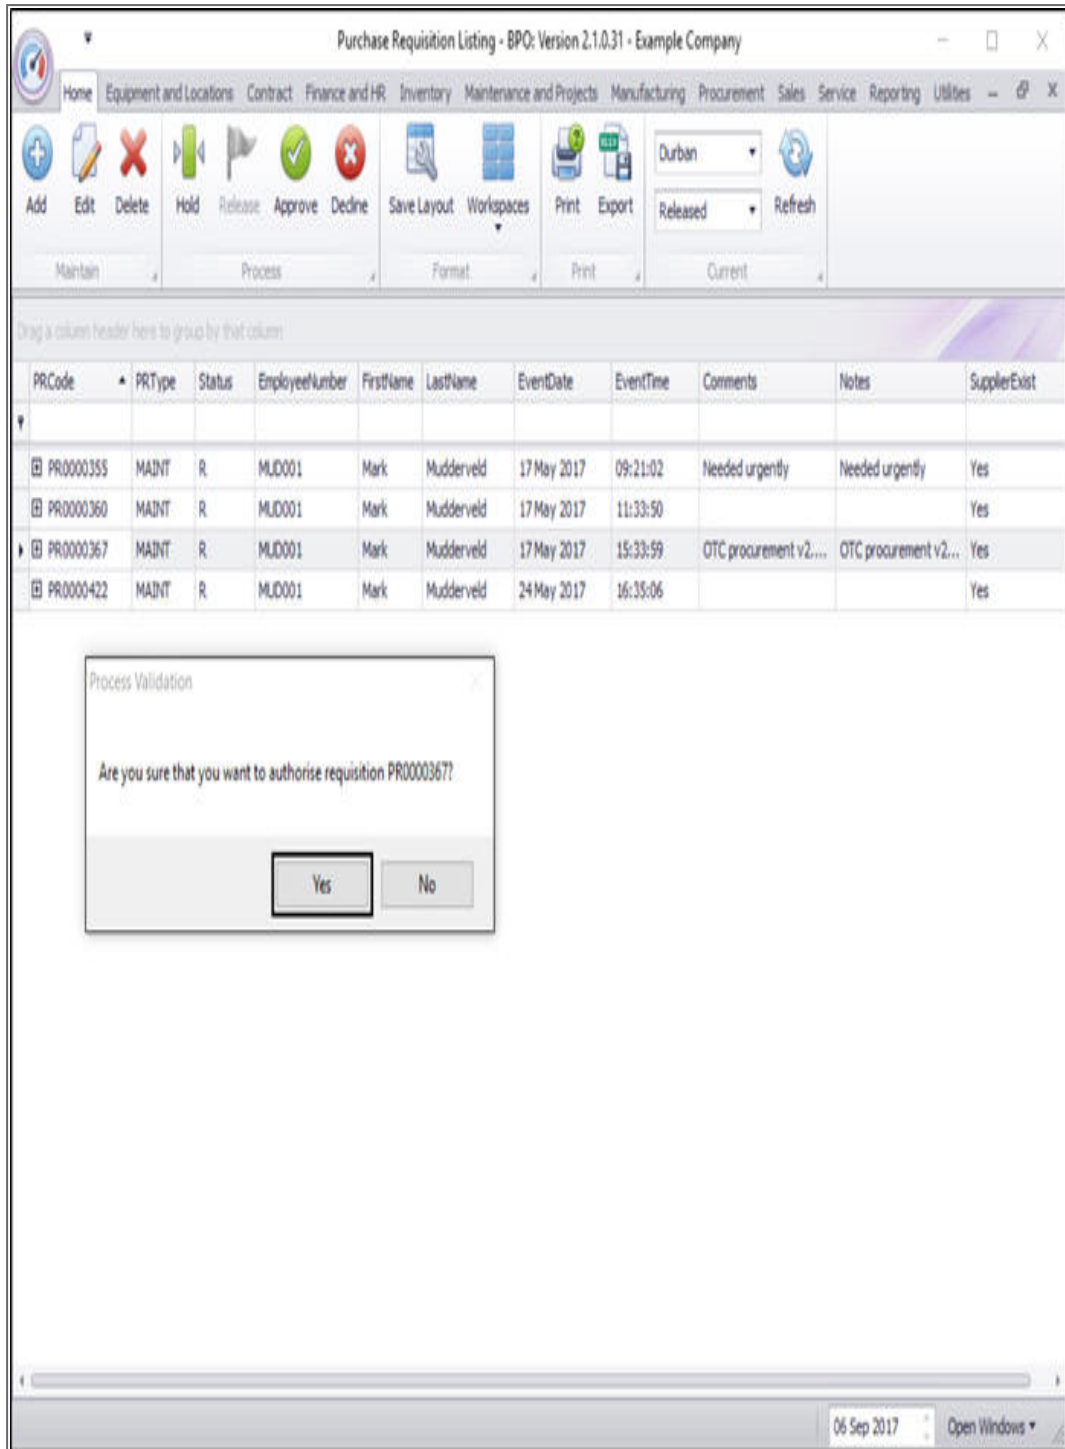 Purchase Requisition Listing - BPO: Version 2.1.0.31 - Example Company
Home Equipment and Locations Contract Finance and HR Inventory Maintenance and Projects Manufacturing Procurement Sales Service Reporting Utilities
Durban
Add Edit Delete Hold Release Approve Decline Save Layout Workspaces Print Export Released Refresh
Maintain Process Format Print Current
Drag a column header here to group by that column
PRCode PRType Status EmployeeNumber FirstName LastName EventDate EventTime Comments Notes SupplierExist
PR0000355 MAINT R MUD001 Mark Mudderveld 17 May 2017 09:21:02 Needed urgently Needed urgently Yes
PR0000360 MAINT R MUD001 Mark Mudderveld 17 May 2017 11:33:50 Yes
PR0000367 MAINT R MUD001 Mark Mudderveld 17 May 2017 15:33:59 OTC procurement v2.... OTC procurement v2... Yes
PR0000422 MAINT R MUD001 Mark Mudderveld 24 May 2017 16:35:06 Yes
Process Validation
Are you sure that you want to authorise requisition PR0000367?
Yes No
06 Sep 2017 Open Windows